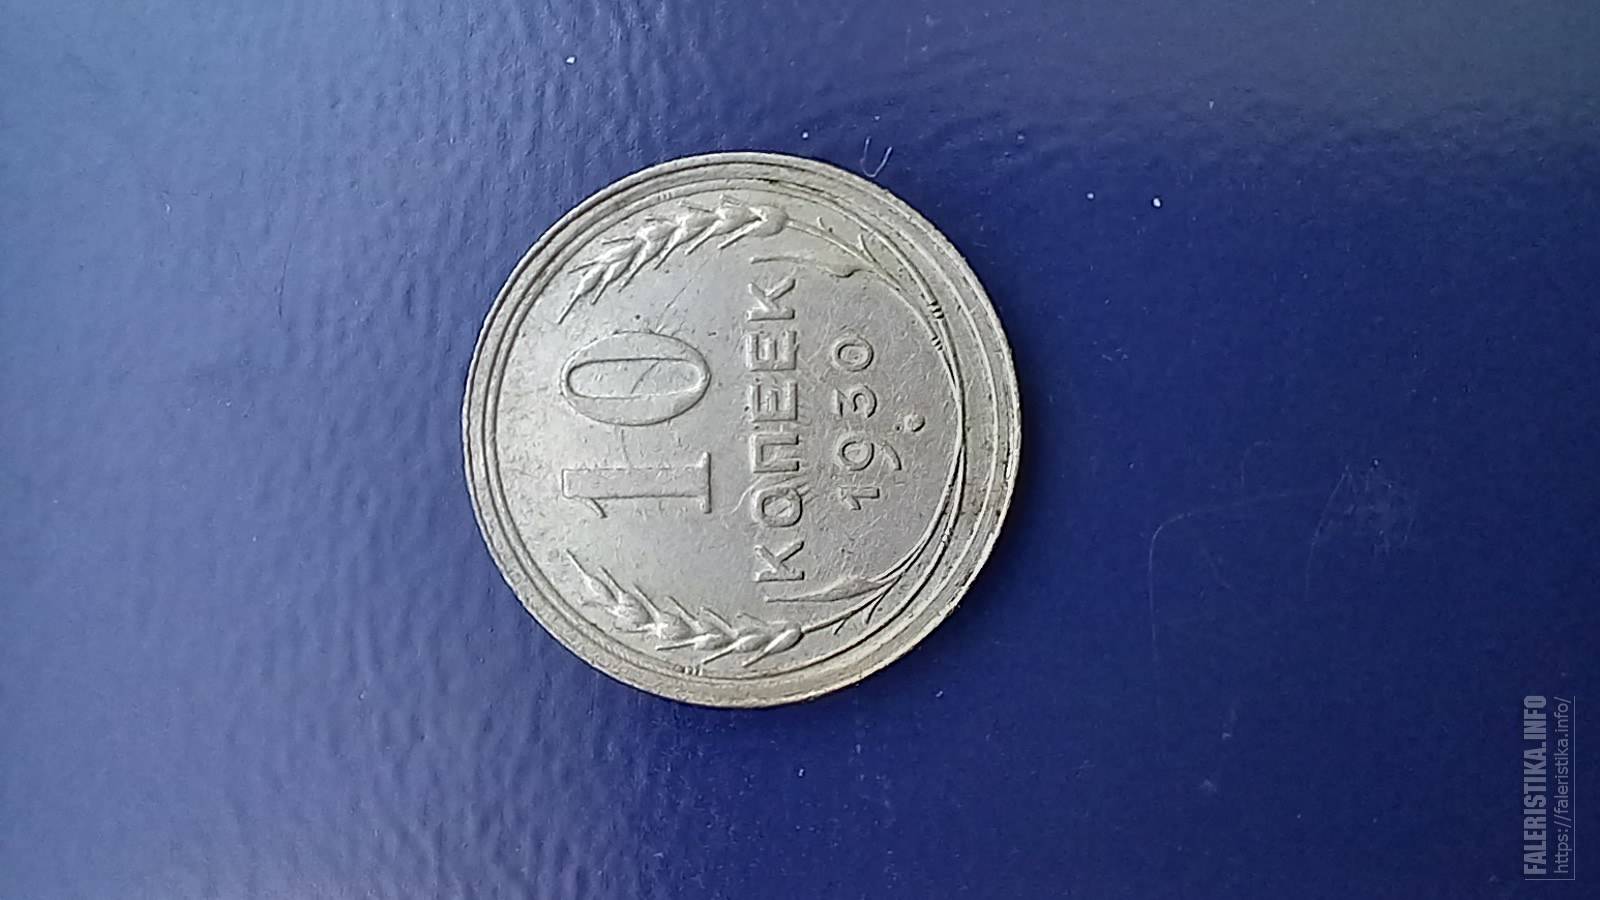 10
КОПЕЕК
1930
FALERISTIKA.INFO
https://faleristika.info/